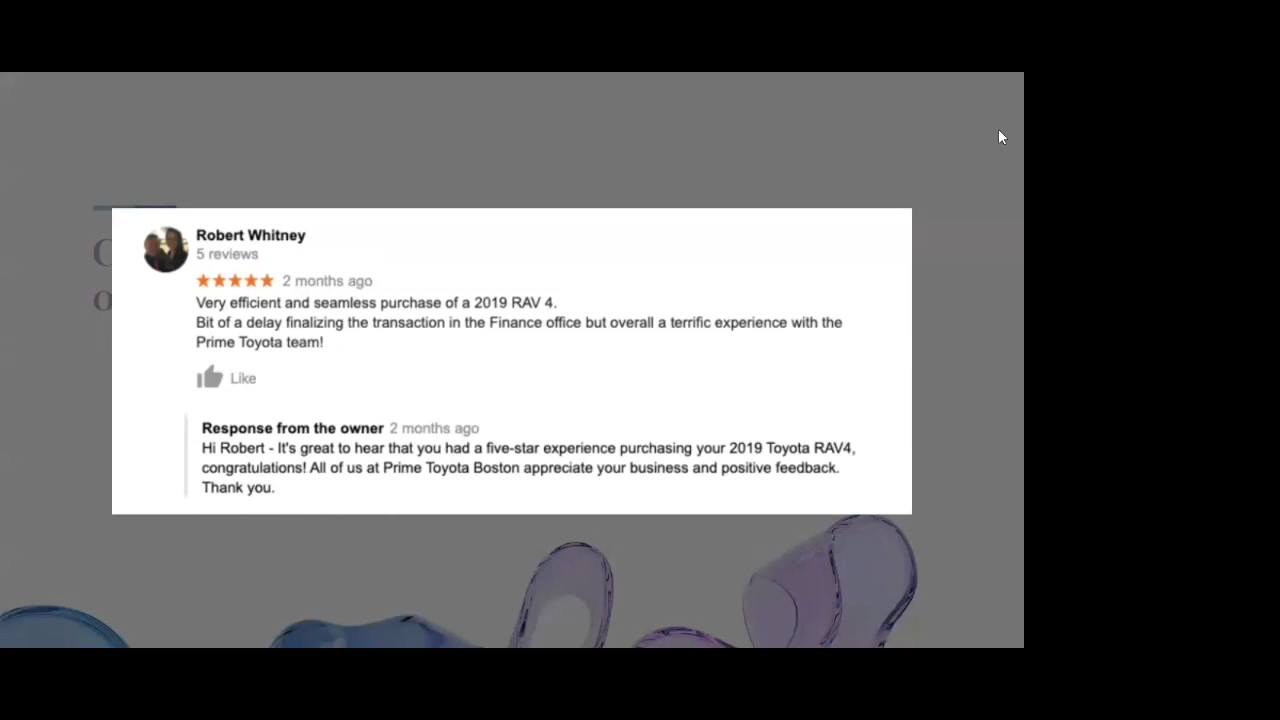 Robert Whitney
5 reviews
2 months ago
Very efficient and seamless purchase of a 2019 RAV 4.
Bit of a delay finalizing the transaction in the Finance office but overall a terrific experience with the
Prime Toyota team!
Like
Response from the owner 2 months ago
Hi Robert - It's great to hear that you had a five-star experience purchasing your 2019 Toyota RAV4,
congratulations! All of us at Prime Toyota Boston appreciate your business and positive feedback.
Thank you.